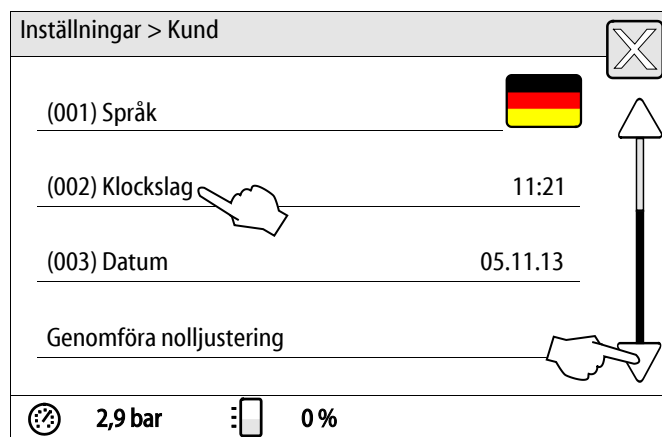 Inställningar > Kund
X
(001) Språk
(002) Klockslag 11:21
(003) Datum 05.11.13
Genomföra nolljustering
2,9 bar 0 %